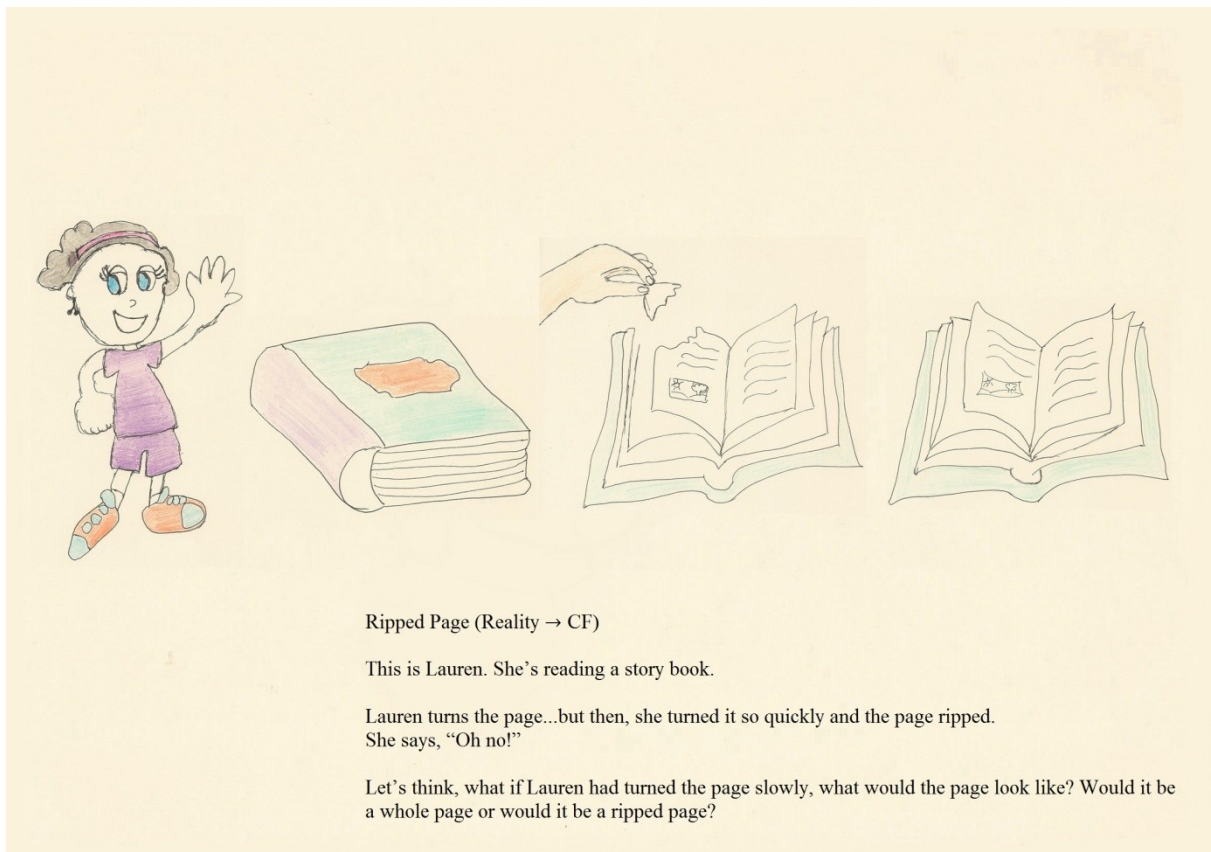 Ripped Page (Reality → CF)
This is Lauren. She’s reading a story book.
Lauren turns the page...but then, she turned it so quickly and the page ripped.
She says, “Oh no!”
Let’s think, what if Lauren had turned the page slowly, what would the page look like? Would it be
a whole page or would it be a ripped page?